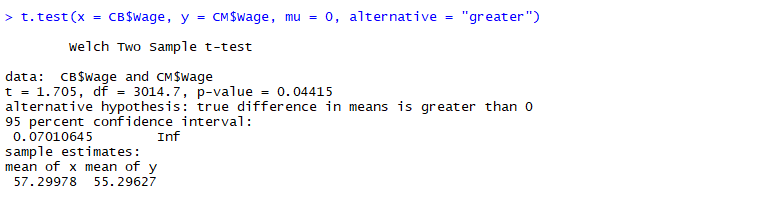 > t.test(x = CB$Wage, y = CM$Wage, mu = 0, alternative = "greater")
Welch Two Sample t-test
data:  CB$Wage and CM$Wage
t = 1.705, df = 3014.7, p-value = 0.04415
alternative hypothesis: true difference in means is greater than 0
95 percent confidence interval:
 0.07010645        Inf
sample estimates:
mean of x mean of y
 57.29978  55.29627